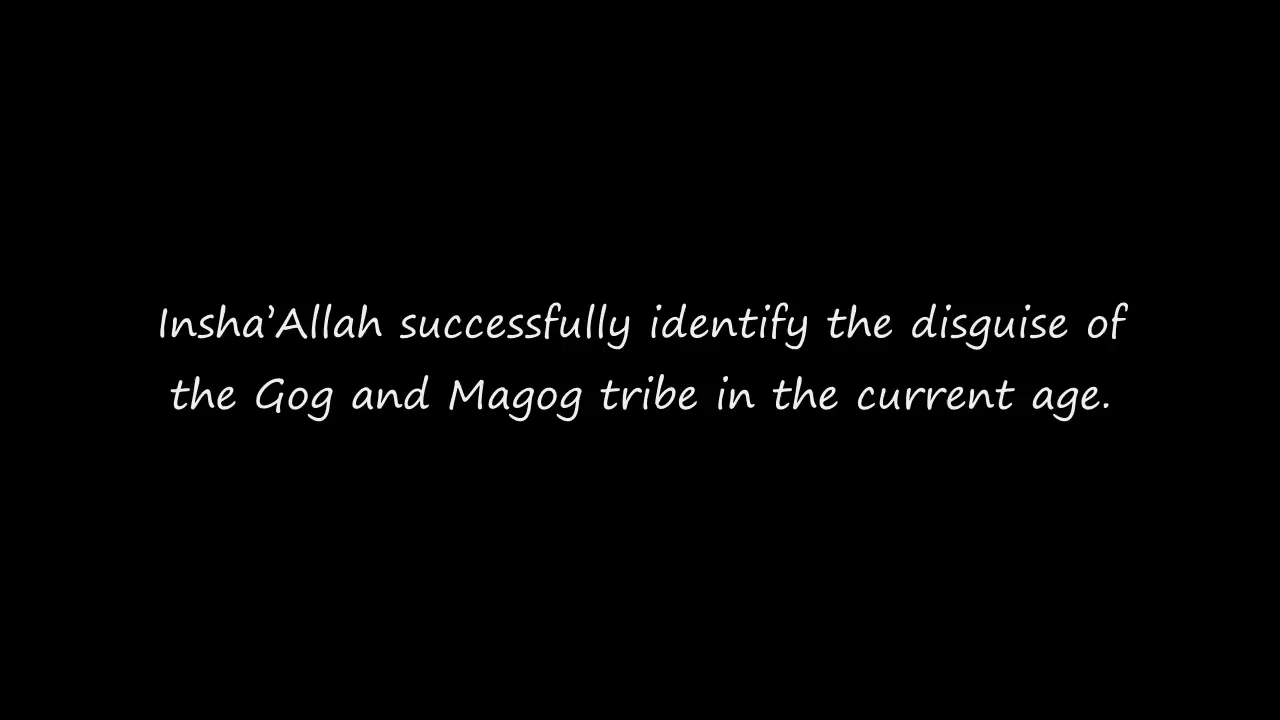 Insha’Allah successfully identify the disguise of
the Gog and Magog tribe in the current age.